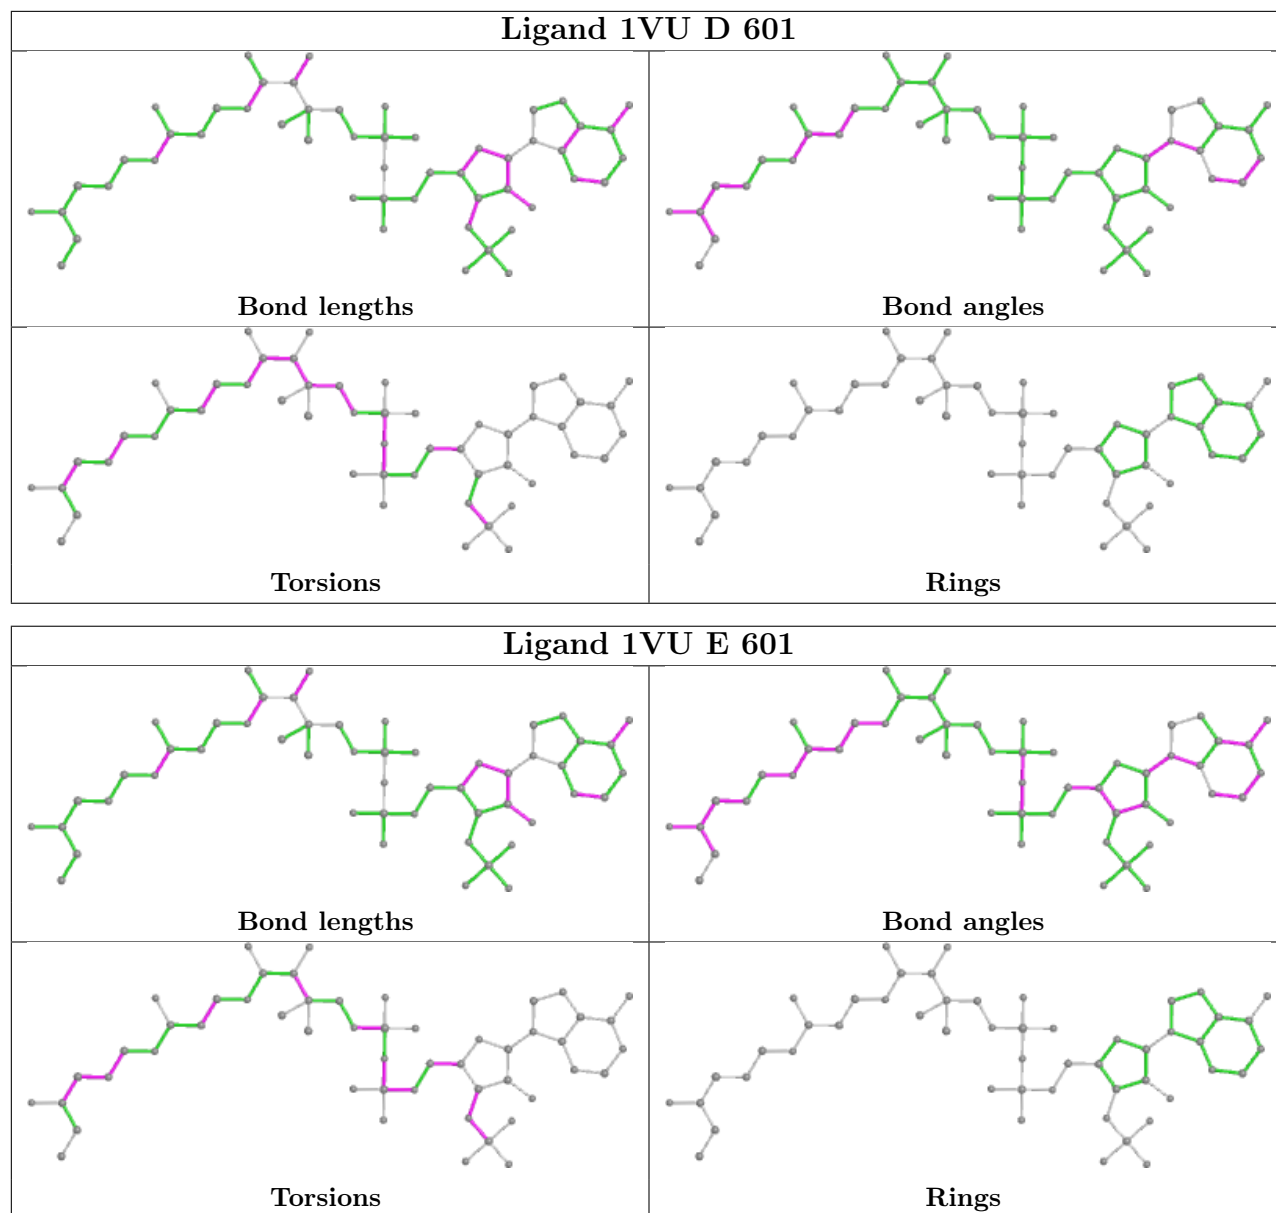 Ligand 1VU D 601
Bond lengths
Bond angles
Torsions
Rings
Ligand 1VU E 601
Bond lengths
Bond angles
Torsions
Rings